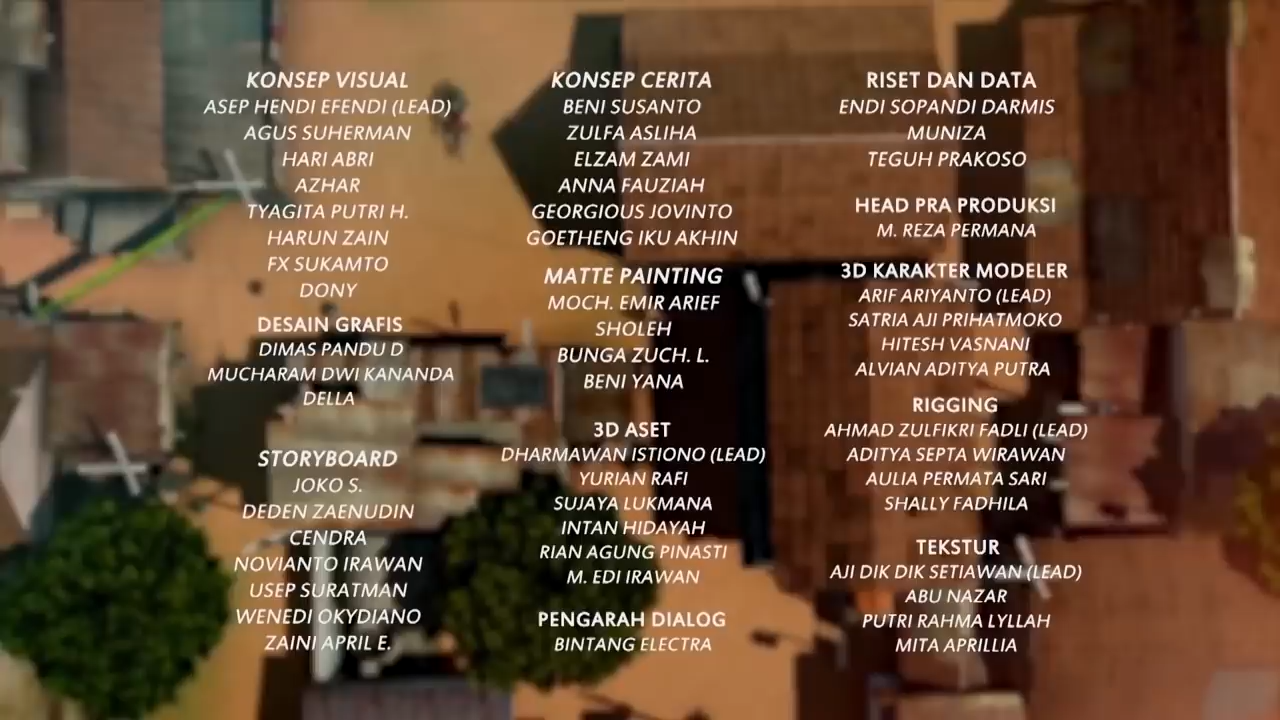 KONSEP VISUAL
ASEP HENDI EFENDI (LEAD)
AGUS SUHERMAN
HARI ABRI
AZHAR
TYAGITA PUTRI H.
HARUN ZAIN
FX SUKAMTO
DONY
DESAIN GRAFIS
DIMAS PANDU D
MUCHARAM DWI KANANDA
DELLA
STORYBOARD
JOKO S.
DEDEN ZAENUDIN
CENDRA
NOVIANTO IRAWAN
USEP SURATMAN
WENEDI OKYDIANO
ZAINI APRIL E.
KONSEP CERITA
BENI SUSANTO
ZULFA ASLIHA
ELZAM ZAMI
ANNA FAUZIAH
GEORGIOUS JOVINTO
GOETHENG IKU AKHIN
MATTE PAINTING
MOCH. EMIR ARIEF
SHOLEH
BUNGA ZUCH. L.
BENI YANA
3D ASET
DHARMAWAN ISTIONO (LEAD)
YURIAN RAFI
SUJAYA LUKMANA
INTAN HIDAYAH
RIAN AGUNG PINASTI
M. EDI IRAWAN
PENGARAH DIALOG
BINTANG ELECTRA
RISET DAN DATA
ENDI SOPANDI DARMIS
MUNIZA
TEGUH PRAKOSO
HEAD PRA PRODUKSI
M. REZA PERMANA
3D KARAKTER MODELER
ARIF ARIYANTO (LEAD)
SATRIA AJI PRIHATMOKO
HITESH VASNANI
ALVIAN ADITYA PUTRA
RIGGING
AHMAD ZULFIKRI FADLI (LEAD)
ADITYA SEPTA WIRAWAN
AULIA PERMATA SARI
SHALLY FADHILA
TEKSTUR
AJI DIK DIK SETIAWAN (LEAD)
ABU NAZAR
PUTRI RAHMA LYLLAH
MITA APRILLIA